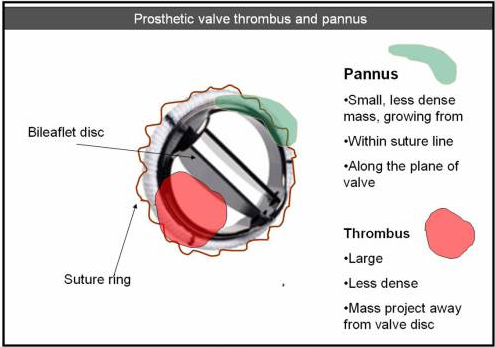 Prosthetic valve thrombus and pannus
Bileaflet disc
Suture ring
Pannus
•Small, less dense
mass, growing from
•Within suture line
•Along the plane of
valve
Thrombus
•Large
•Less dense
•Mass project away
from valve disc